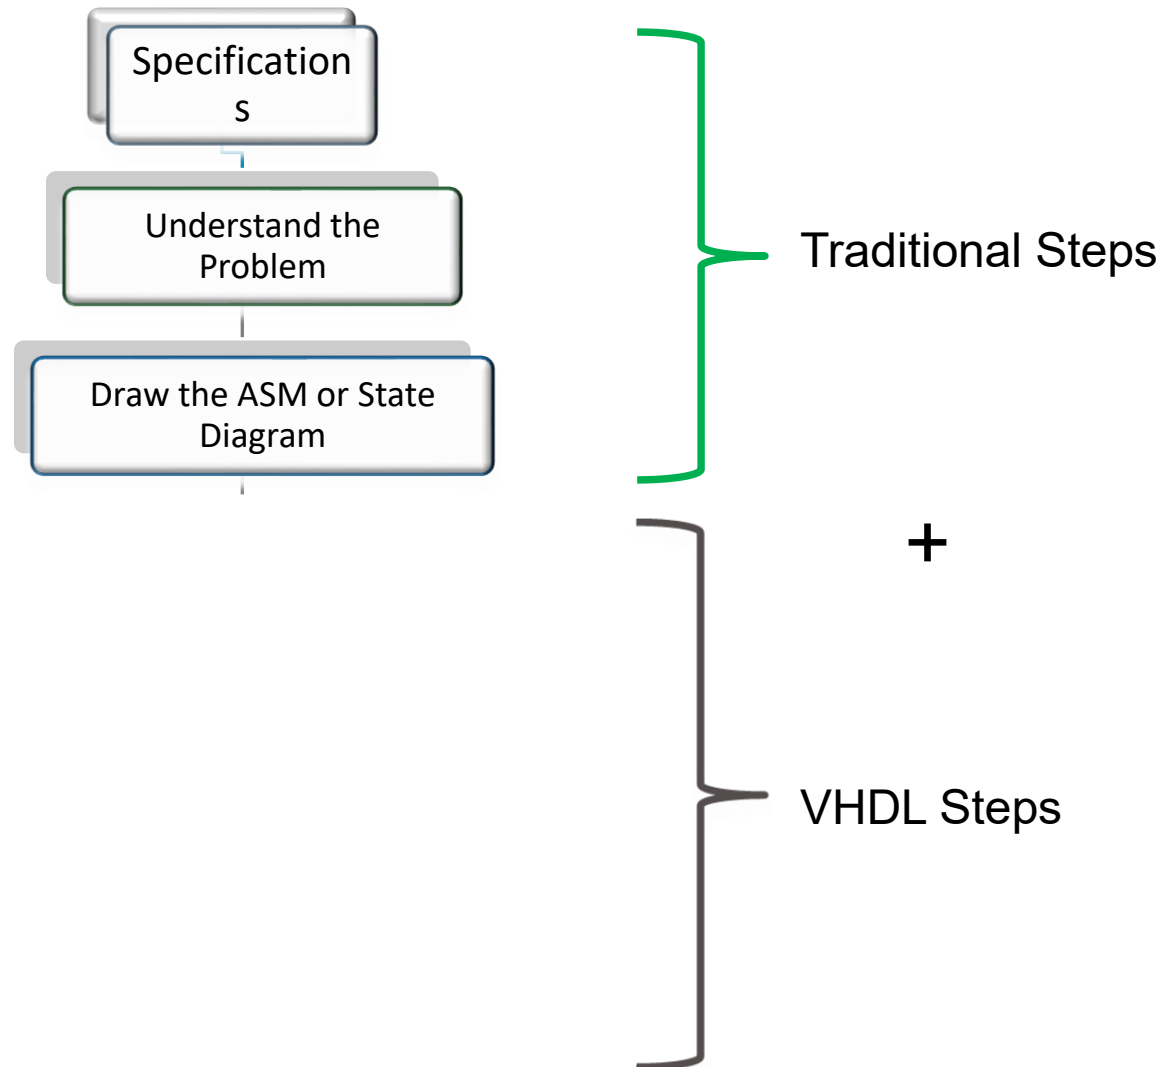 Specification
s
Understand the
Problem
Traditional Steps
Draw the ASM or State
Diagram
+
VHDL Steps